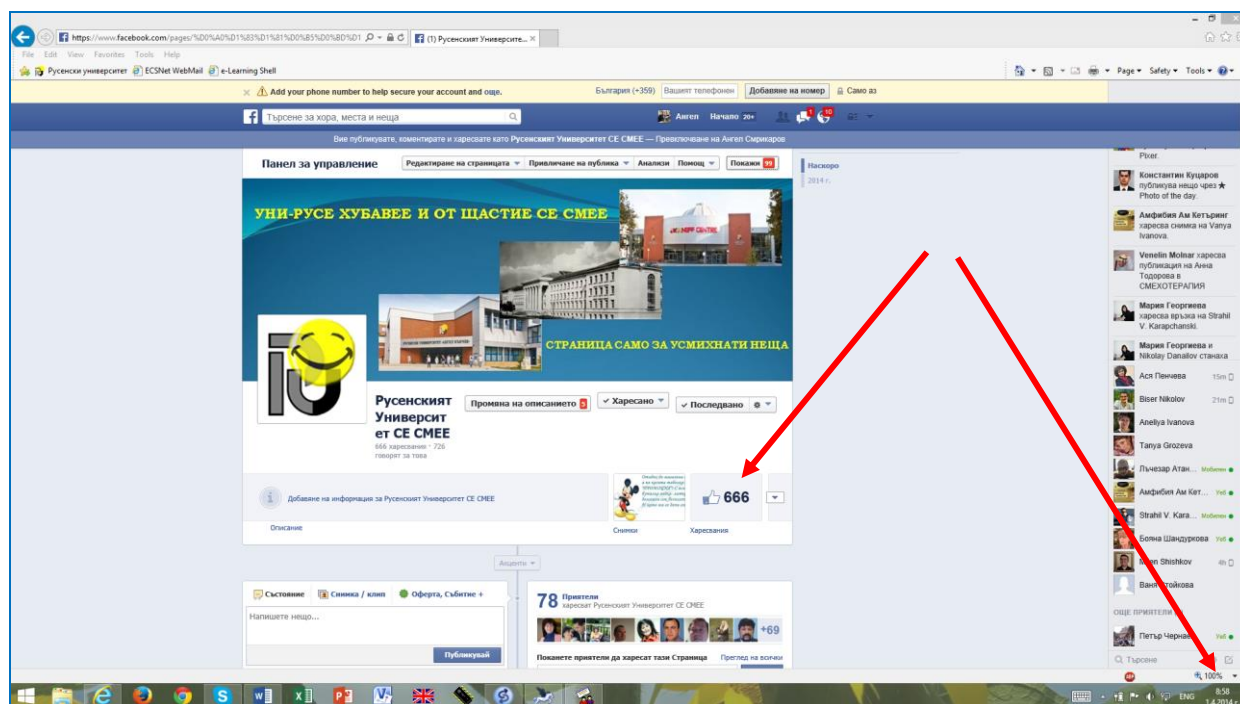 https://www.facebook.com/pages/%D0%A0%D1%83%D1%81%D0%B5%D0%BD%D1
(1) Русенският Университе...
File Edit View Favorites Tools Help
Русенски университет ECSNet WebMail e-Learning Shell
Page Safety Tools
Add your phone number to help secure your account and още.
България (+359) Вашият телефонен Добавяне на номер Само аз
Търсене за хора, места и неща
Ангел Начало 20+
Вие публикувате, коментирате и харесвате като Русенският Университет СЕ СМЕЕ — Превключване на Ангел Смрикаров
Панел за управление Редактиране на страницата Привличане на публика Анализи Помощ Покажи
Наскоро
2014 г.
УНИ-РУСЕ ХУБАВЕЕ И ОТ ЩАСТИЕ СЕ СМЕЕ
СТРАНИЦА САМО ЗА УСМИХНАТИ НЕЩА
Русенският
Университ
ет СЕ СМЕЕ
666 харесвания · 726
говорят за това
Промяна на описанието 5 Харесано Последвано
Добавяне на информация за Русенският Университет СЕ СМЕЕ
666
Описание
Снимки Харесвания
Акценти
Състояние Снимка / клип Оферта, Събитие +
Напишете нещо...
Публикувай
78 Приятели
харесват Русенският Университет СЕ СМЕЕ
+69
Поканете приятели да харесат тази Страница Преглед на всички
Pixer.
Константин Куцаров
публикува нещо чрез ★
Photo of the day.
Амфибия Ам Кетъринг
харесва снимка на Vanya
Ivanova.
Venelin Molnar харесва
публикация на Анна
Тодорова в
СМЕХОТЕРАПИЯ
Мария Георгиева
харесва връзка на Strahil
V. Karapchanski.
Мария Георгиева и
Nikolay Danailov станаха
Ася Пенчева 15m
Biser Nikolov 21m
Aneliya Ivanova
Tanya Grozeva
Лъчезар Атан... Мобилен
Амфибия Ам Кет... Уеб
Strahil V. Kara... Мобилен
Бояна Шандуркова Уеб
Shishkov 4h
Ваня
ОЩЕ ПРИЯТЕЛИ
Петър Чернае Уеб
Търсене
100%
ENG
8:58
1.4.2014 г.